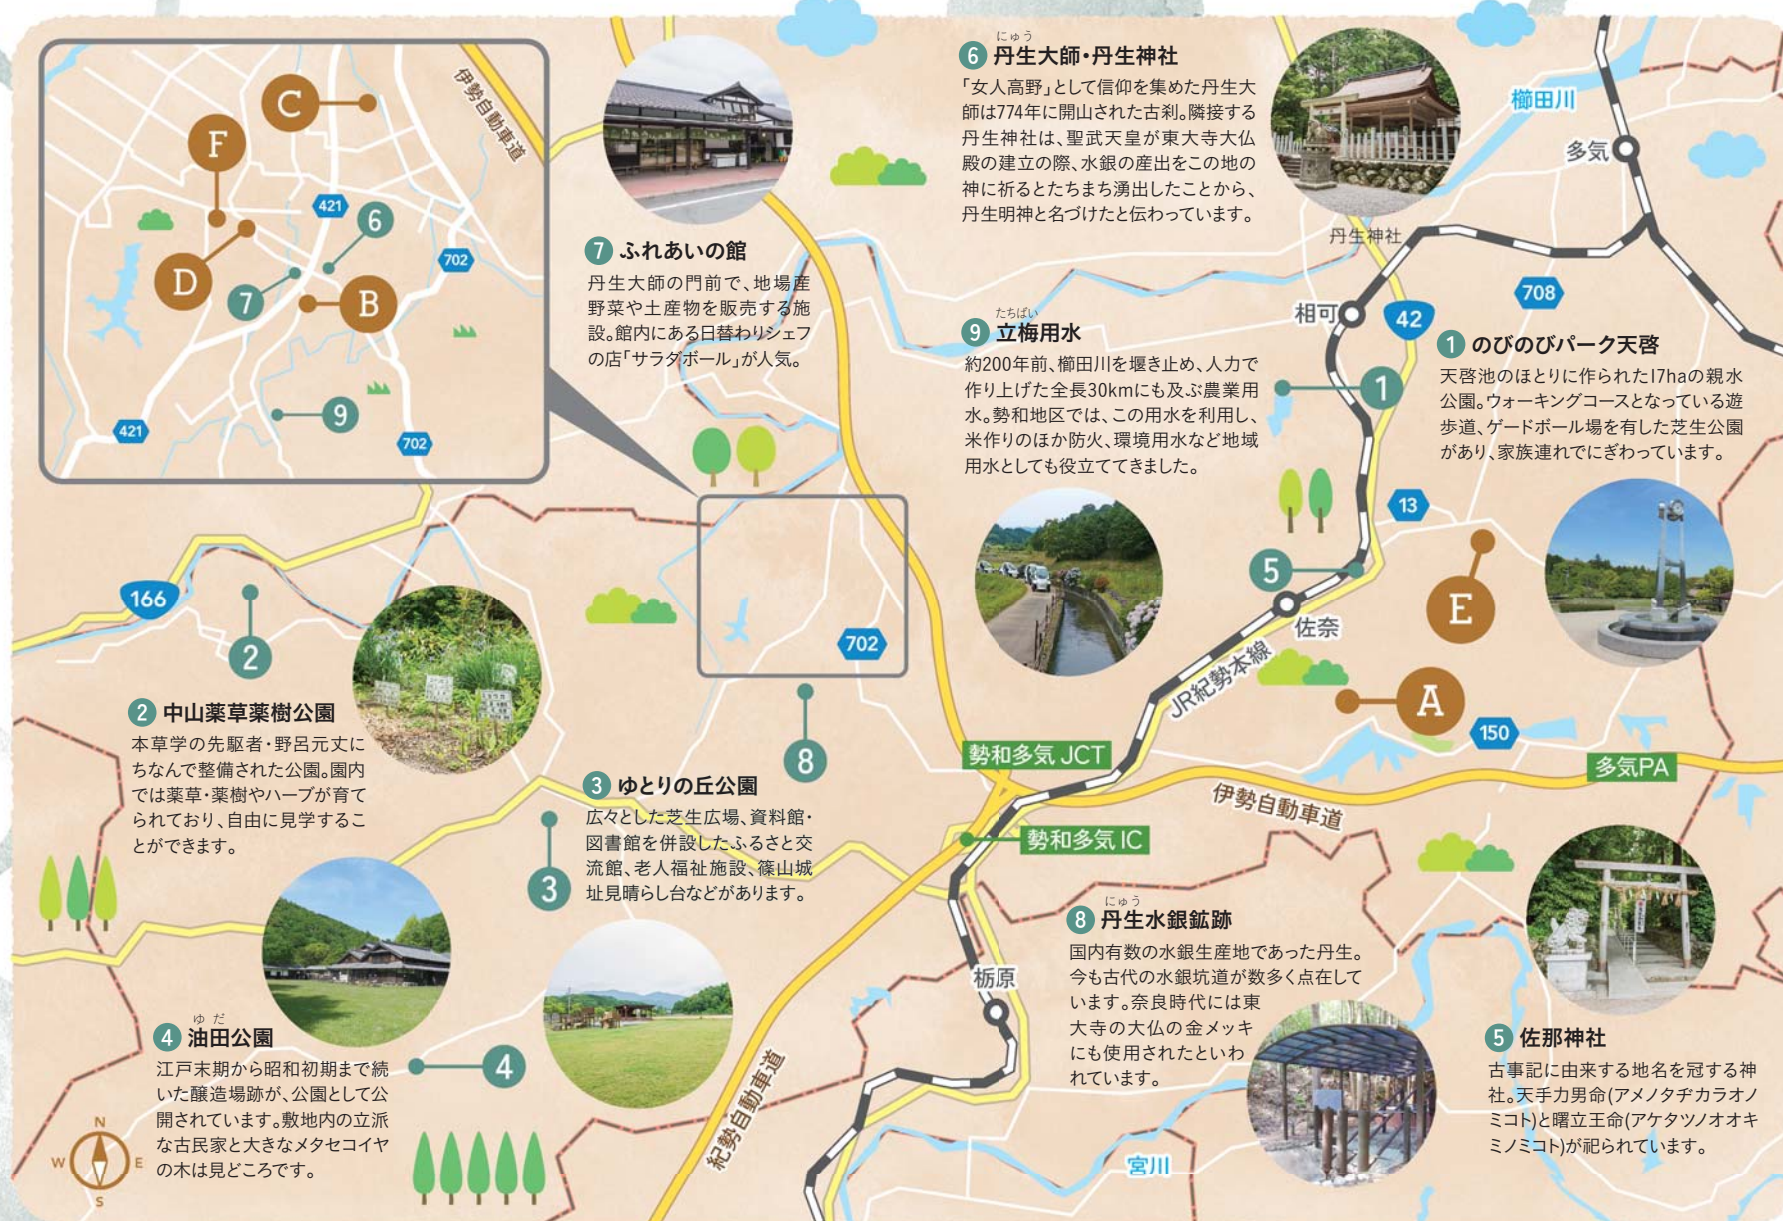 C
F
D
B
6
7
9
421
702
421
702
伊勢自動車道
7 ふれあいの館
丹生大師の門前で、地場産
野菜や土産物を販売する施
設。館内にある日替わりシェフ
の店「サラダボール」が人気。
にゅう
6 丹生大師・丹生神社
「女人高野」として信仰を集めた丹生大
師は774年に開山された古刹。隣接する
丹生神社は、聖武天皇が東大寺大仏
殿の建立の際、水銀の産出をこの地の
神に祈るとたちまち湧出したことから、
丹生明神と名づけたと伝わっています。
丹生神社
櫛田川
多気
相可
42
708
たちばい
9 立梅用水
約200年前、櫛田川を堰き止め、人力で
作り上げた全長30kmにも及ぶ農業用
水。勢和地区では、この用水を利用し、
米作りのほか防火、環境用水など地域
用水としても役立ててきました。
1
1 のびのびパーク天啓
天啓池のほとりに作られた17haの親水
公園。ウォーキングコースとなっている遊
歩道、ゲードボール場を有した芝生公園
があり、家族連れでにぎわっています。
13
5
佐奈
E
A
JR紀勢本線
150
多気PA
166
2
702
8
2 中山薬草薬樹公園
本草学の先駆者・野呂元丈に
ちなんで整備された公園。園内
では薬草・薬樹やハーブが育て
られており、自由に見学するこ
とができます。
勢和多気 JCT
伊勢自動車道
勢和多気 IC
3 ゆとりの丘公園
広々とした芝生広場、資料館・
図書館を併設したふるさと交
流館、老人福祉施設、篠山城
址見晴らし台などがあります。
3
にゅう
8 丹生水銀鉱跡
国内有数の水銀生産地であった丹生。
今も古代の水銀坑道が数多く点在して
います。奈良時代には東
大寺の大仏の金メッキ
にも使用されたといわ
れています。
栃原
ゆだ
4 油田公園
江戸末期から昭和初期まで続
いた醸造場跡が、公園として公
開されています。敷地内の立派
な古民家と大きなメタセコイヤ
の木は見どころです。
4
紀勢自動車道
宮川
5 佐那神社
古事記に由来する地名を冠する神
社。天手力男命(アメノタヂカラオノ
ミコト)と曙立王命(アケタツノオオキ
ミノミコト)が祀られています。
N
W
E
S